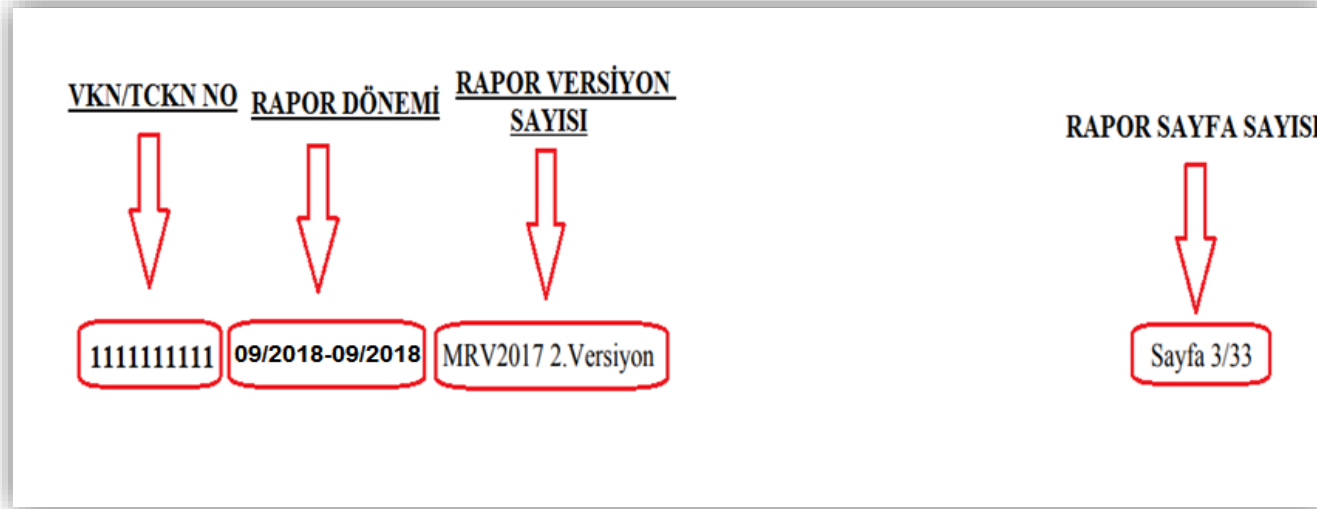 VKN/TCKN NO
RAPOR DÖNEMİ
RAPOR VERSİYON
SAYISI
RAPOR SAYFA SAYISI
1111111111
09/2018-09/2018
MRV2017 2.Versiyon
Sayfa 3/33